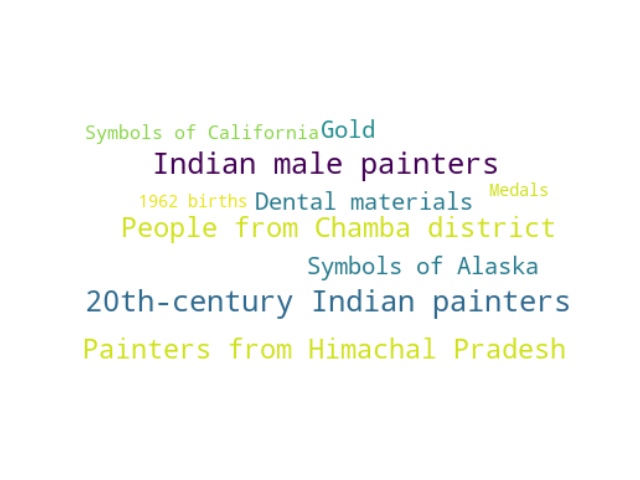 Symbols of California Gold
Indian male painters
Medals
1962 births Dental materials
People from Chamba district
Symbols of Alaska
20th-century Indian painters
Painters from Himachal Pradesh